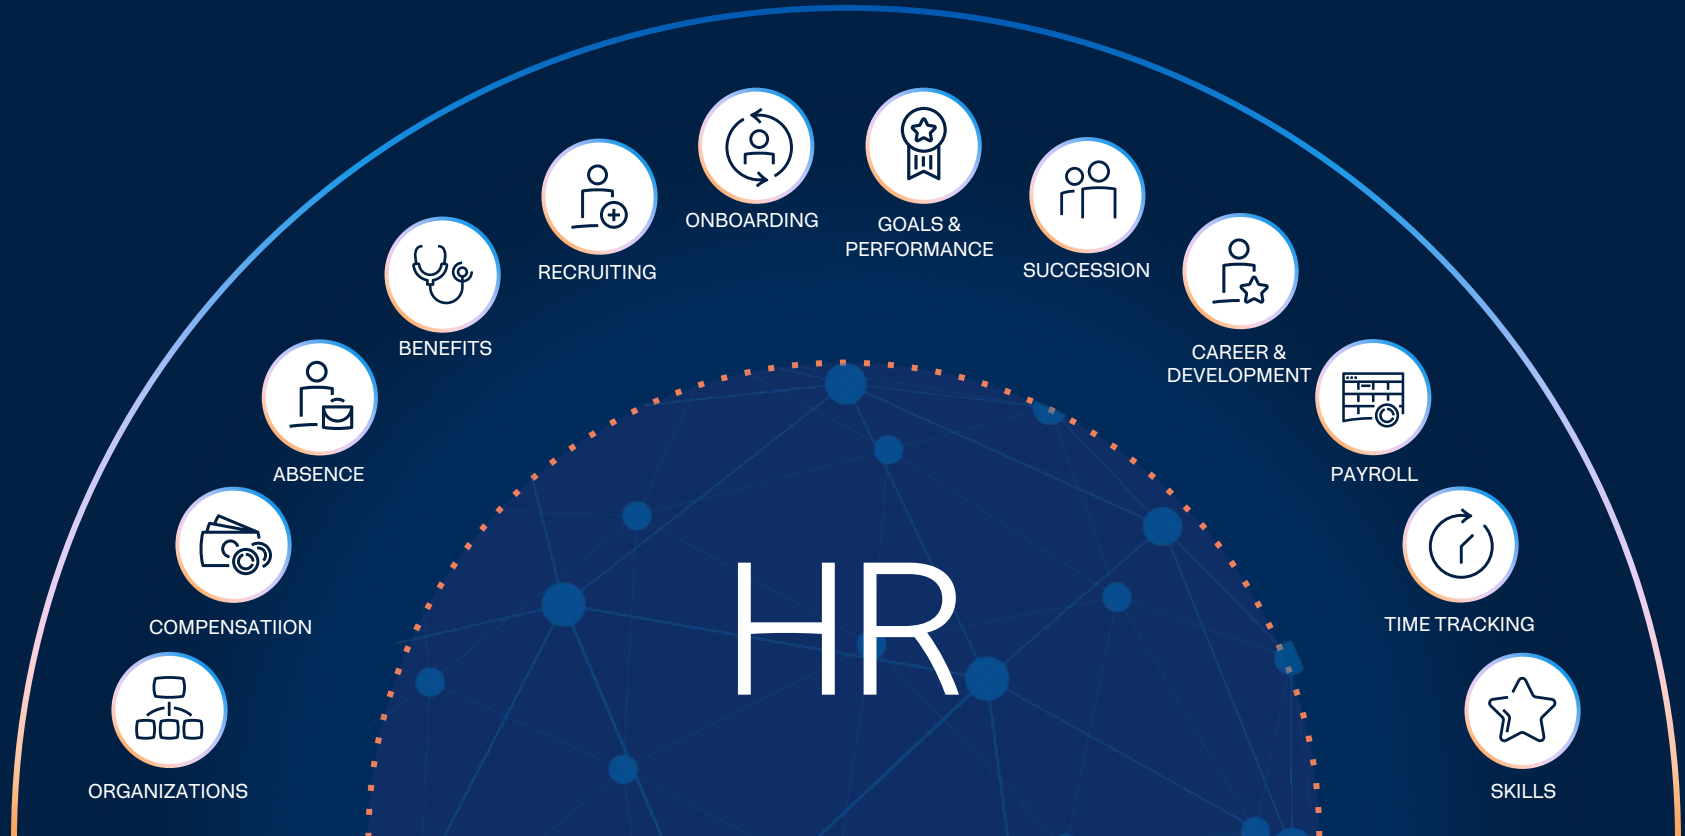 ORGANIZATIONS
COMPENSATIION
ABSENCE
BENEFITS
RECRUITING
ONBOARDING
GOALS &
PERFORMANCE
SUCCESSION
CAREER &
DEVELOPMENT
PAYROLL
TIME TRACKING
SKILLS
HR